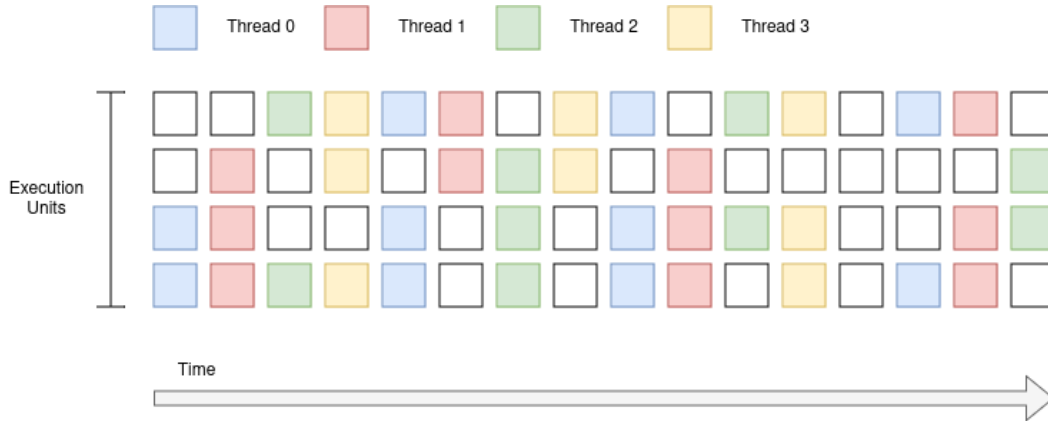 Thread 0
Thread 1
Thread 2
Thread 3
Execution
Units
Time